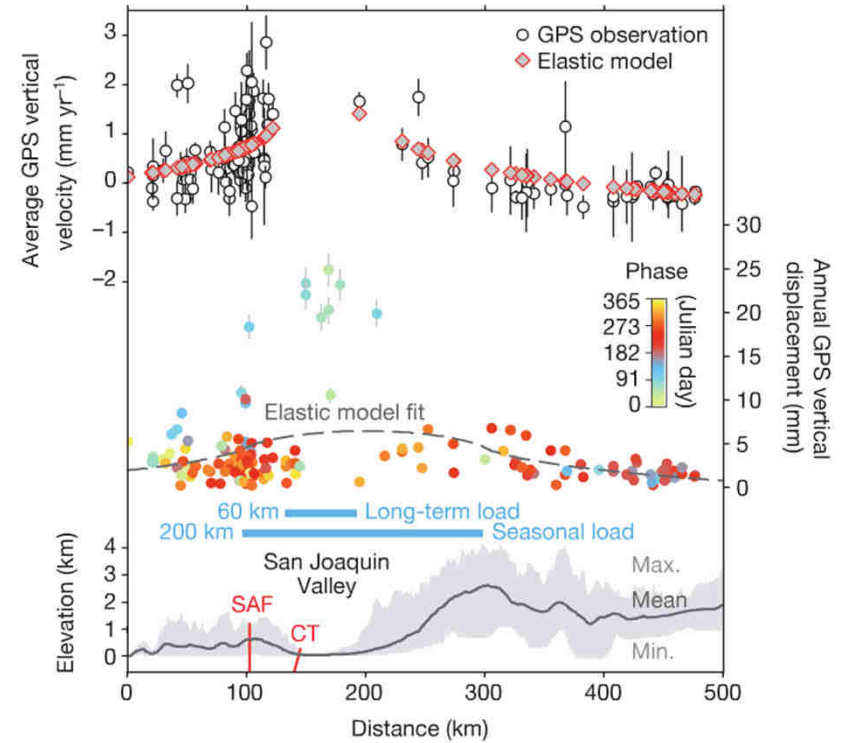 GPS observation
Elastic model
Average GPS vertical
velocity (mm yr⁻¹)
3
2
1
0
−1
−2
30
25
20
15
10
5
0
Annual GPS vertical
displacement (mm)
Phase
(Julian day)
365
273
182
91
0
Elastic model fit
60 km
Long-term load
200 km
Seasonal load
Elevation (km)
4
3
2
1
0
San Joaquin
Valley
SAF
CT
Max.
Mean
Min.
0
100
200
300
400
500
Distance (km)